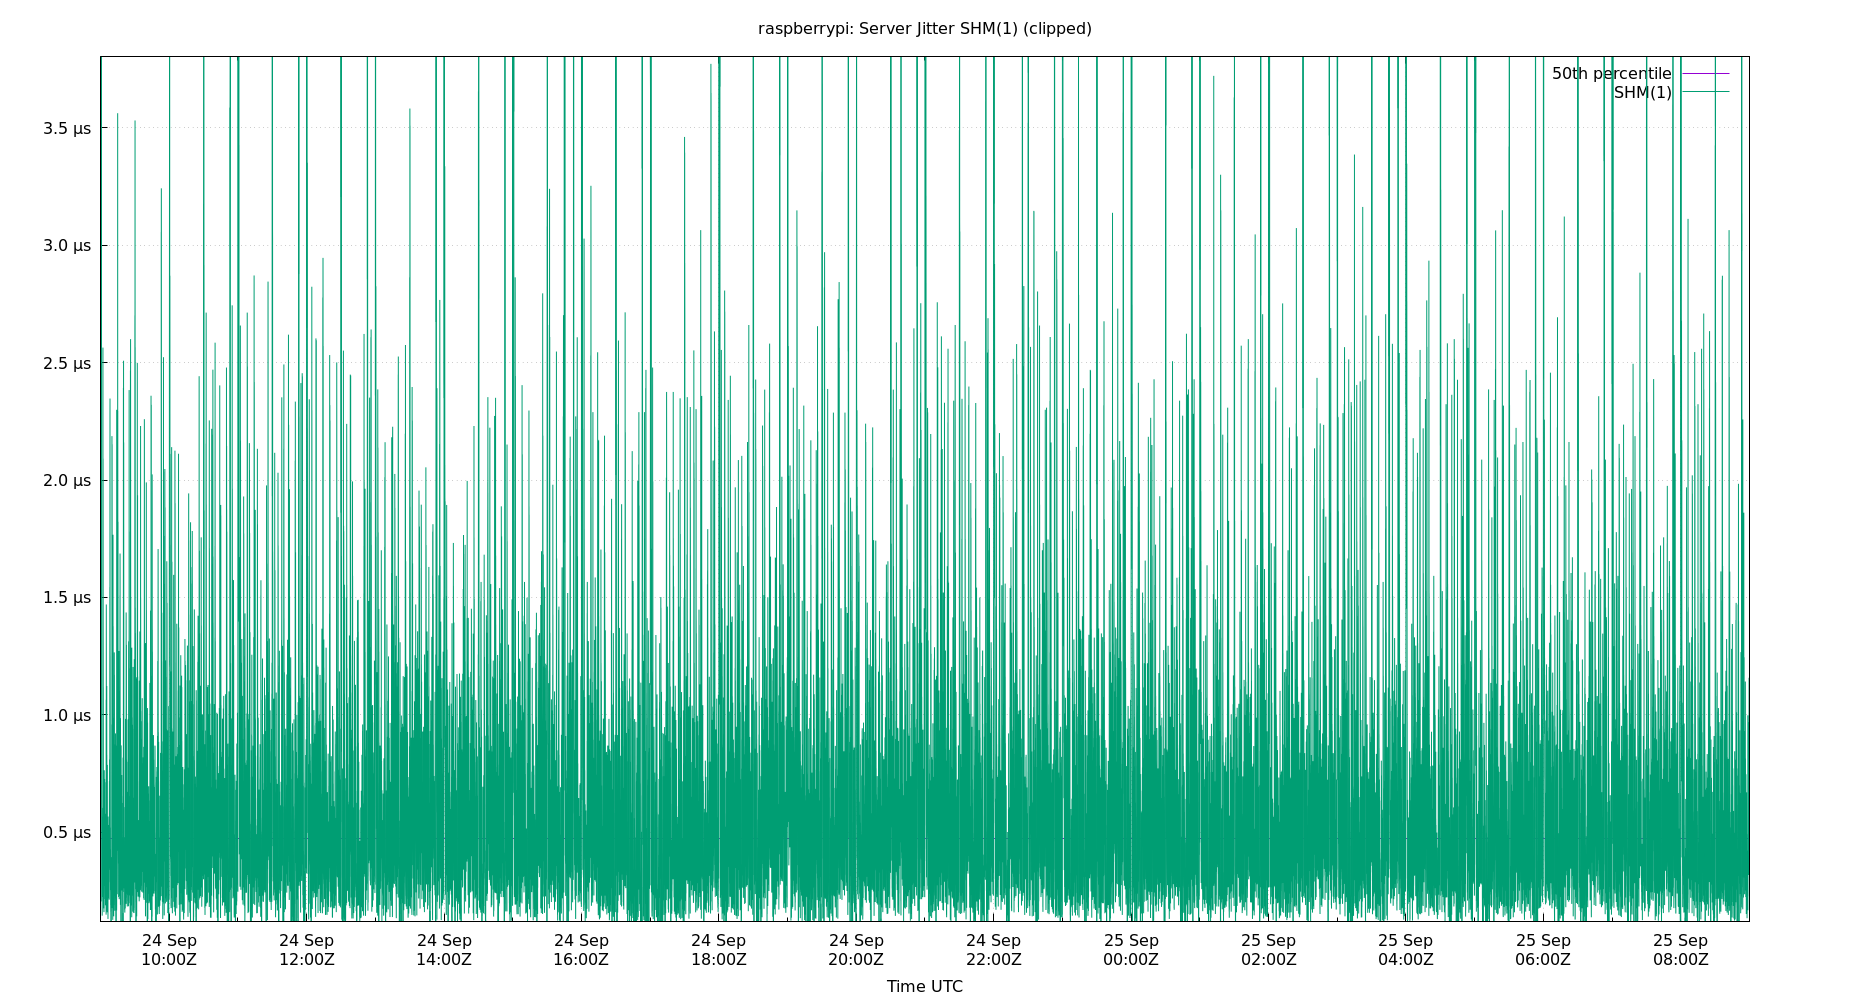 raspberrypi: Server Jitter SHM(1) (clipped)
50th percentile
SHM(1)
3.5 µs
3.0 µs
2.5 µs
2.0 µs
1.5 µs
1.0 µs
0.5 µs
24 Sep 24 Sep 24 Sep 24 Sep 24 Sep 24 Sep 24 Sep 25 Sep 25 Sep 25 Sep 25 Sep 25 Sep
10:00Z 12:00Z 14:00Z 16:00Z 18:00Z 20:00Z 22:00Z 00:00Z 02:00Z 04:00Z 06:00Z 08:00Z
Time UTC